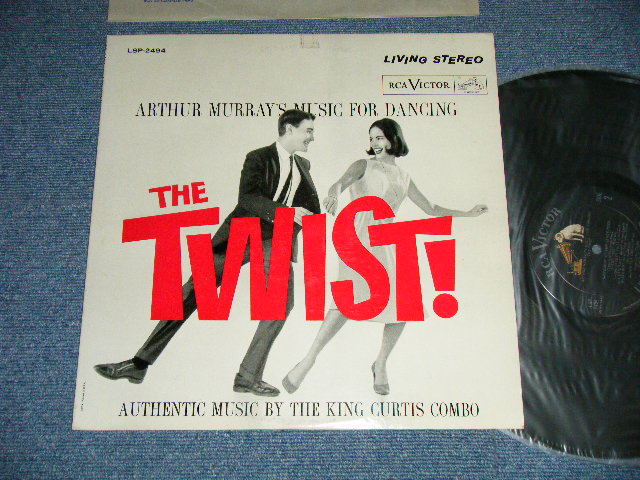 LSP-2494
LIVING STEREO
RCA VICTOR
ARTHUR MURRAY'S MUSIC FOR DANCING
THE
TWIST!
AUTHENTIC MUSIC BY THE KING CURTIS COMBO
RCA VICTOR